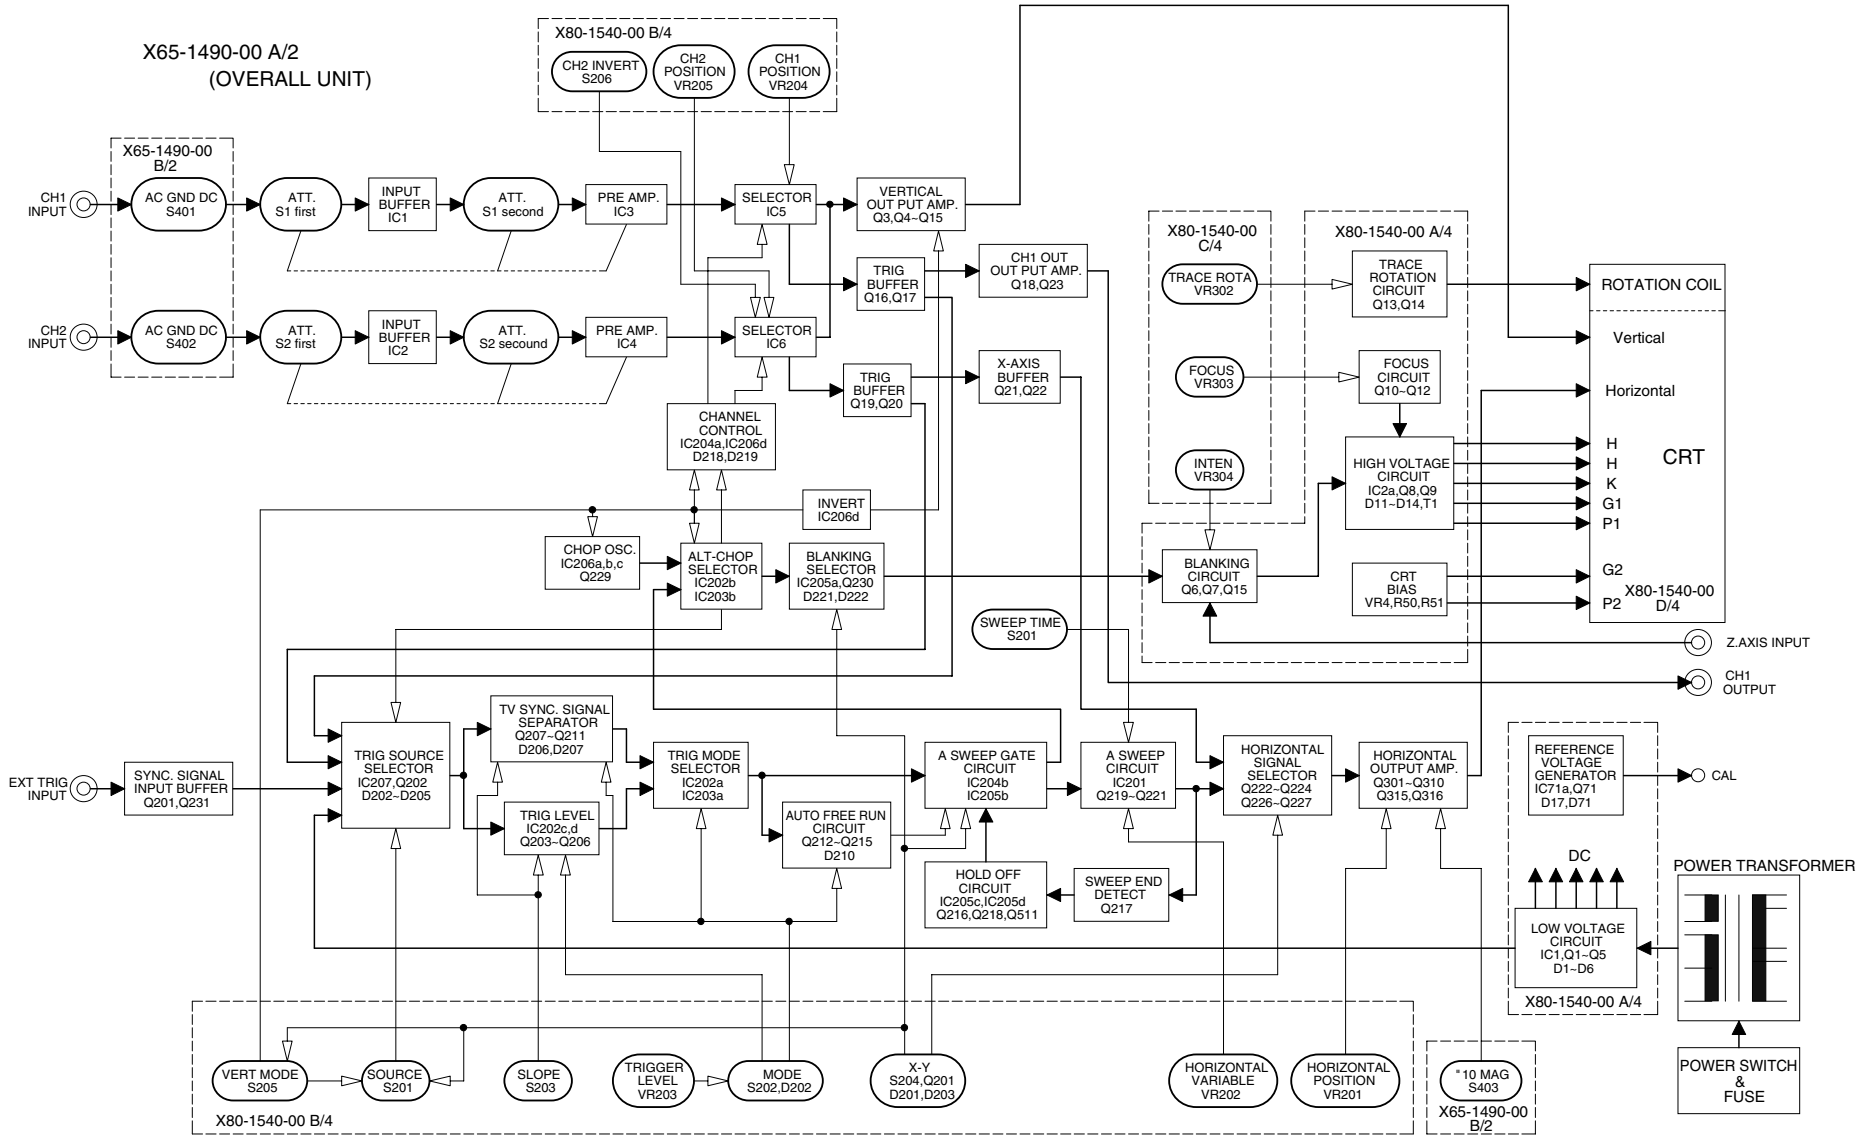 X65-1490-00 A/2
(OVERALL UNIT)
X80-1540-00 B/4
CH2 INVERT
S206
CH2
POSITION
VR205
CH1
POSITION
VR204
X65-1490-00
B/2
CH1
INPUT
AC GND DC
S401
ATT.
S1 first
INPUT
BUFFER
IC1
ATT.
S1 second
PRE AMP.
IC3
SELECTOR
IC5
VERTICAL
OUT PUT AMP.
Q3,Q4~Q15
TRIG
BUFFER
Q16,Q17
CH1 OUT
OUT PUT AMP.
Q18,Q23
X80-1540-00
C/4
TRACE ROTA
VR302
X80-1540-00 A/4
TRACE
ROTATION
CIRCUIT
Q13,Q14
ROTATION COIL
CH2
INPUT
AC GND DC
S402
ATT.
S2 first
INPUT
BUFFER
IC2
ATT.
S2 secound
PRE AMP.
IC4
SELECTOR
IC6
TRIG
BUFFER
Q19,Q20
X-AXIS
BUFFER
Q21,Q22
FOCUS
VR303
FOCUS
CIRCUIT
Q10~Q12
Vertical
Horizontal
CHANNEL
CONTROL
IC204a,IC206d
D218,D219
INTEN
VR304
HIGH VOLTAGE
CIRCUIT
IC2a,Q8,Q9
D11~D14,T1
H
H
K
G1
P1
CRT
INVERT
IC206d
CHOP OSC.
IC206a,b,c
Q229
ALT-CHOP
SELECTOR
IC202b
IC203b
BLANKING
SELECTOR
IC205a,Q230
D221,D222
BLANKING
CIRCUIT
Q6,Q7,Q15
CRT
BIAS
VR4,R50,R51
G2
P2
X80-1540-00
D/4
SWEEP TIME
S201
Z.AXIS INPUT
CH1
OUTPUT
EXT TRIG
INPUT
SYNC. SIGNAL
INPUT BUFFER
Q201,Q231
TRIG SOURCE
SELECTOR
IC207,Q202
D202~D205
TV SYNC. SIGNAL
SEPARATOR
Q207~Q211
D206,D207
TRIG LEVEL
IC202c,d
Q203~Q206
TRIG MODE
SELECTOR
IC202a
IC203a
AUTO FREE RUN
CIRCUIT
Q212~Q215
D210
A SWEEP GATE
CIRCUIT
IC204b
IC205b
A SWEEP
CIRCUIT
IC201
Q219~Q221
HORIZONTAL
SIGNAL
SELECTOR
Q222~Q224
Q226~Q227
HORIZONTAL
OUTPUT AMP.
Q301~Q310
Q315,Q316
REFERENCE
VOLTAGE
GENERATOR
IC71a,Q71
D17,D71
CAL
HOLD OFF
CIRCUIT
IC205c,IC205d
Q216,Q218,Q511
SWEEP END
DETECT
Q217
DC
LOW VOLTAGE
CIRCUIT
IC1,Q1~Q5
D1~D6
X80-1540-00 A/4
POWER TRANSFORMER
VERT MODE
S205
SOURCE
S201
SLOPE
S203
TRIGGER
LEVEL
VR203
MODE
S202,D202
X-Y
S204,Q201
D201,D203
HORIZONTAL
VARIABLE
VR202
HORIZONTAL
POSITION
VR201
*10 MAG
S403
X65-1490-00
B/2
POWER SWITCH
&
FUSE
X80-1540-00 B/4